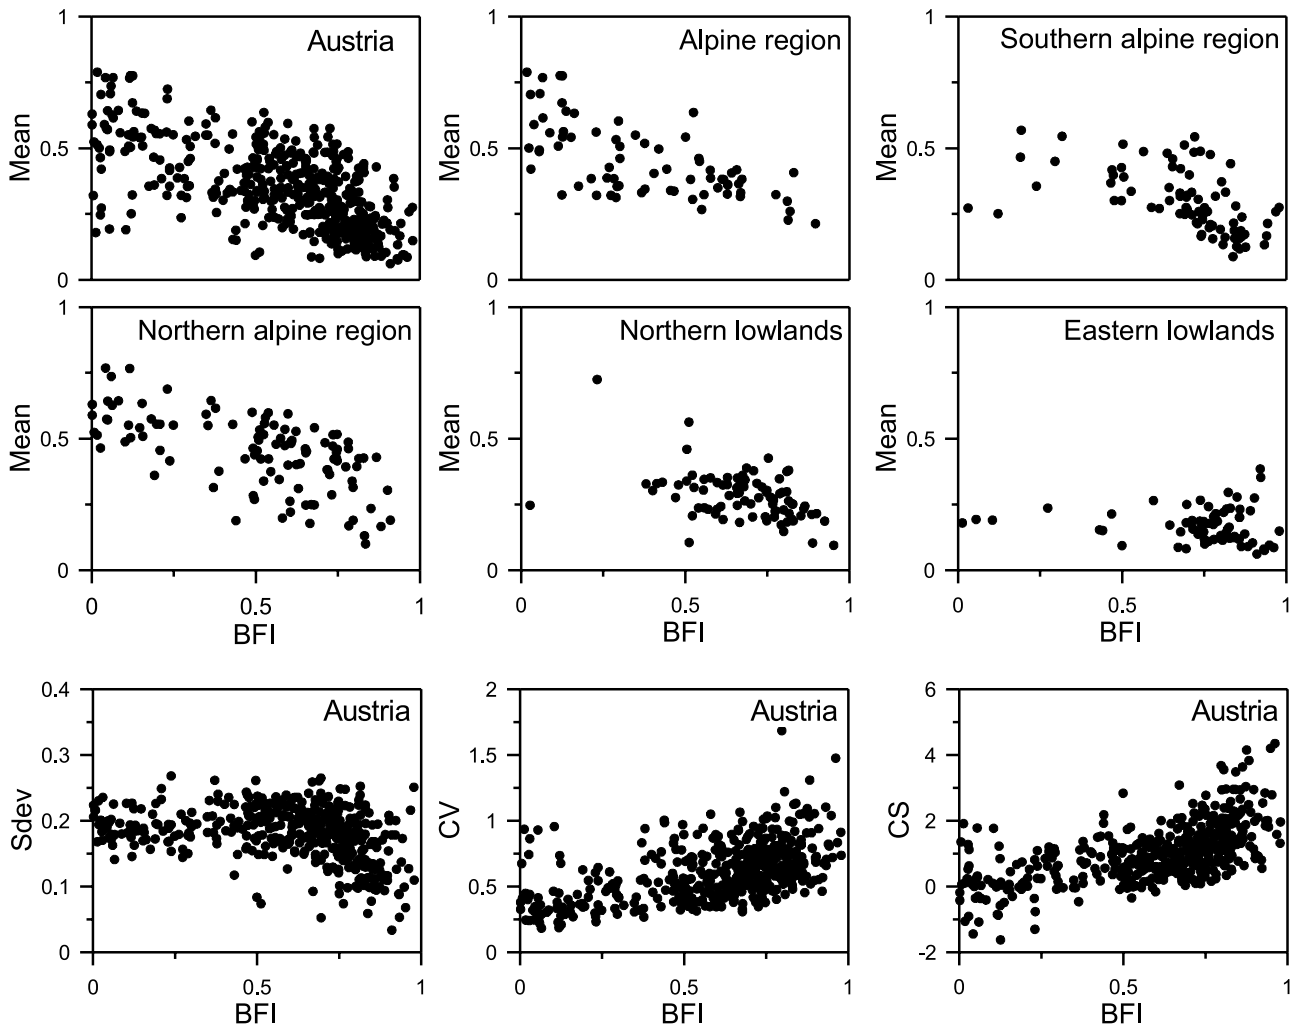 1 1 1
Austria Alpine region Southern alpine region
Mean Mean Mean
0.5 0.5 0.5
0 0 0
1 1 1
Northern alpine region Northern lowlands Eastern lowlands
Mean Mean Mean
0.5 0.5 0.5
0 0 0
0 0.5 1 0 0.5 1 0 0.5 1
BFI BFI BFI
0.4 2 6
Austria Austria Austria
0.3 1.5 4
Sdev CV CS
0.2 1 2
0.1 0.5 0
0 0 -2
0 0.5 1 0 0.5 1 0 0.5 1
BFI BFI BFI